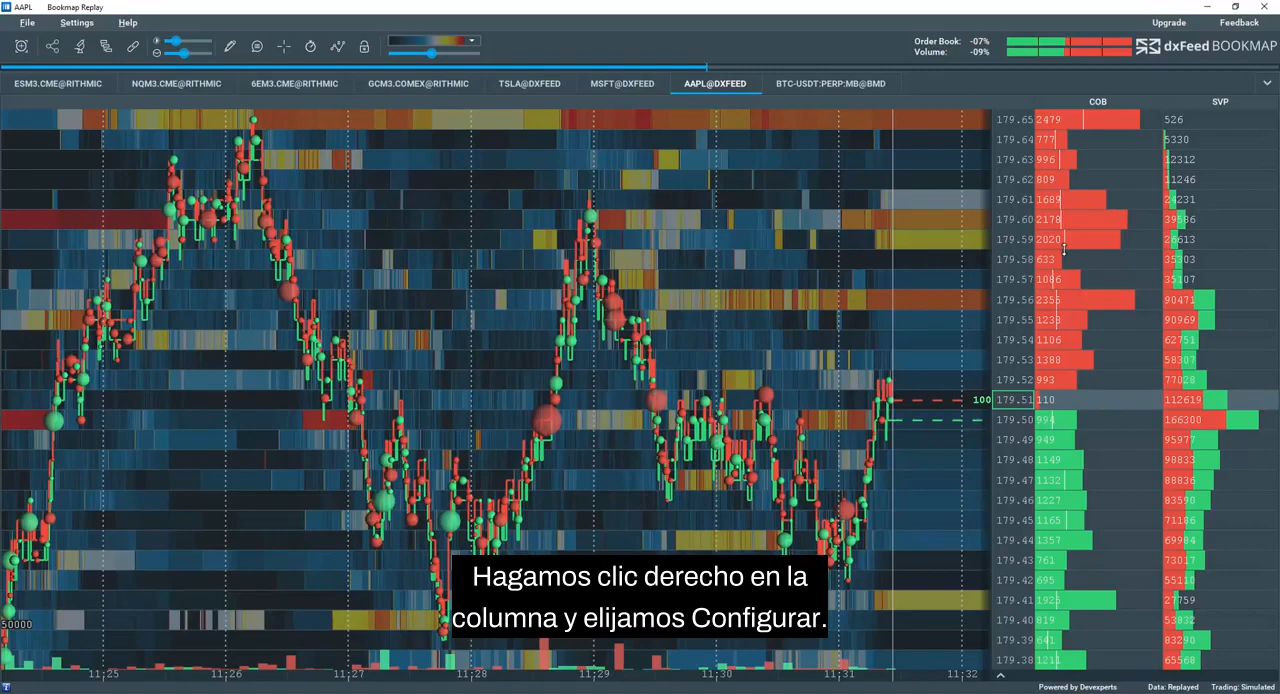 AAPL Bookmap Replay
File Settings Help Upgrade Feedback
Order Book: -07%
Volume: -09%
dxFeed BOOKMAP
ESM3.CME@RITHMIC NQM3.CME@RITHMIC 6EM3.CME@RITHMIC GCM3.COMEX@RITHMIC TSLA@DXFEED MSFT@DXFEED AAPL@DXFEED BTC-USDT:PERP:MB@BMD
COB SVP
179.65 2479 526
179.64 777 5330
179.63 996 12312
179.62 809 11246
179.61 1689 24231
179.60 2178 39586
179.59 2020 26613
179.58 633 35303
179.57 1086 35107
179.56 2355 90471
179.55 1238 90969
179.54 1106 62751
179.53 1388 58307
179.52 993 77028
100 179.51 110 112619
179.50 994 166300
179.49 949 95977
179.48 1149 98833
179.47 1132 88836
179.46 1227 83590
179.45 1165 71186
179.44 1357 69984
179.43 761 73017
179.42 695 55110
179.41 1925 27759
179.40 819 53832
179.39 641 83290
179.38 1211 65568
Hagamos clic derecho en la
columna y elijamos Configurar.
50000
11:25 11:26 11:27 11:28 11:29 11:30 11:31 11:32
Powered by Devexperts Data: Replayed Trading: Simulated